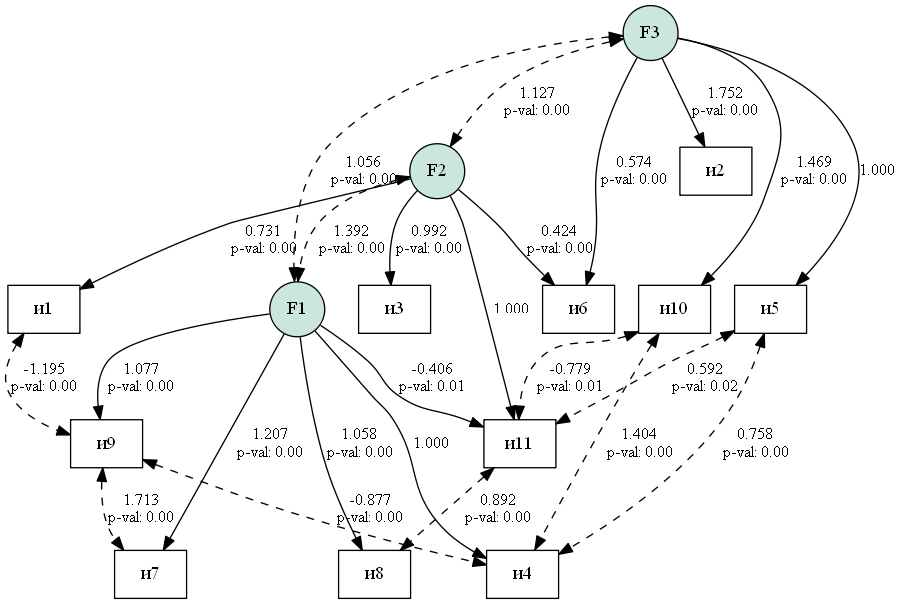 F3
1.127
p-val: 0.00
1.752
p-val: 0.00
1.056
p-val: 0.00
F2
0.574
p-val: 0.00
и2
1.469
p-val: 0.00
1.000
0.731
p-val: 0.00
1.392
p-val: 0.00
0.992
p-val: 0.00
0.424
p-val: 0.00
и1
F1
и3
1.000
и6
и10
и5
-1.195
p-val: 0.00
1.077
p-val: 0.00
-0.406
p-val: 0.01
-0.779
p-val: 0.01
0.592
p-val: 0.02
и9
1.207
p-val: 0.00
1.058
p-val: 0.00
1.000
и11
1.404
p-val: 0.00
0.758
p-val: 0.00
1.713
p-val: 0.00
-0.877
p-val: 0.00
0.892
p-val: 0.00
и7
и8
и4